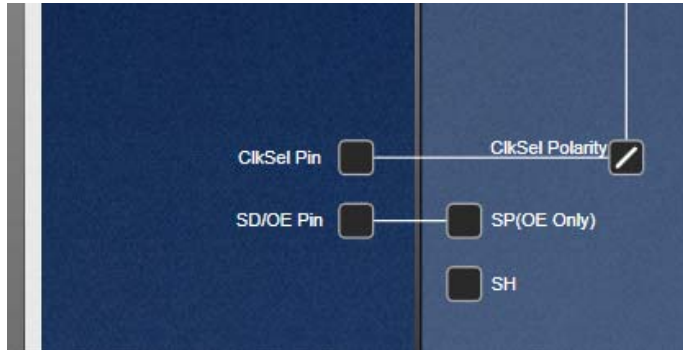 ClkSel Pin
ClkSel Polarity
SD/OE Pin
SP(OE Only)
SH